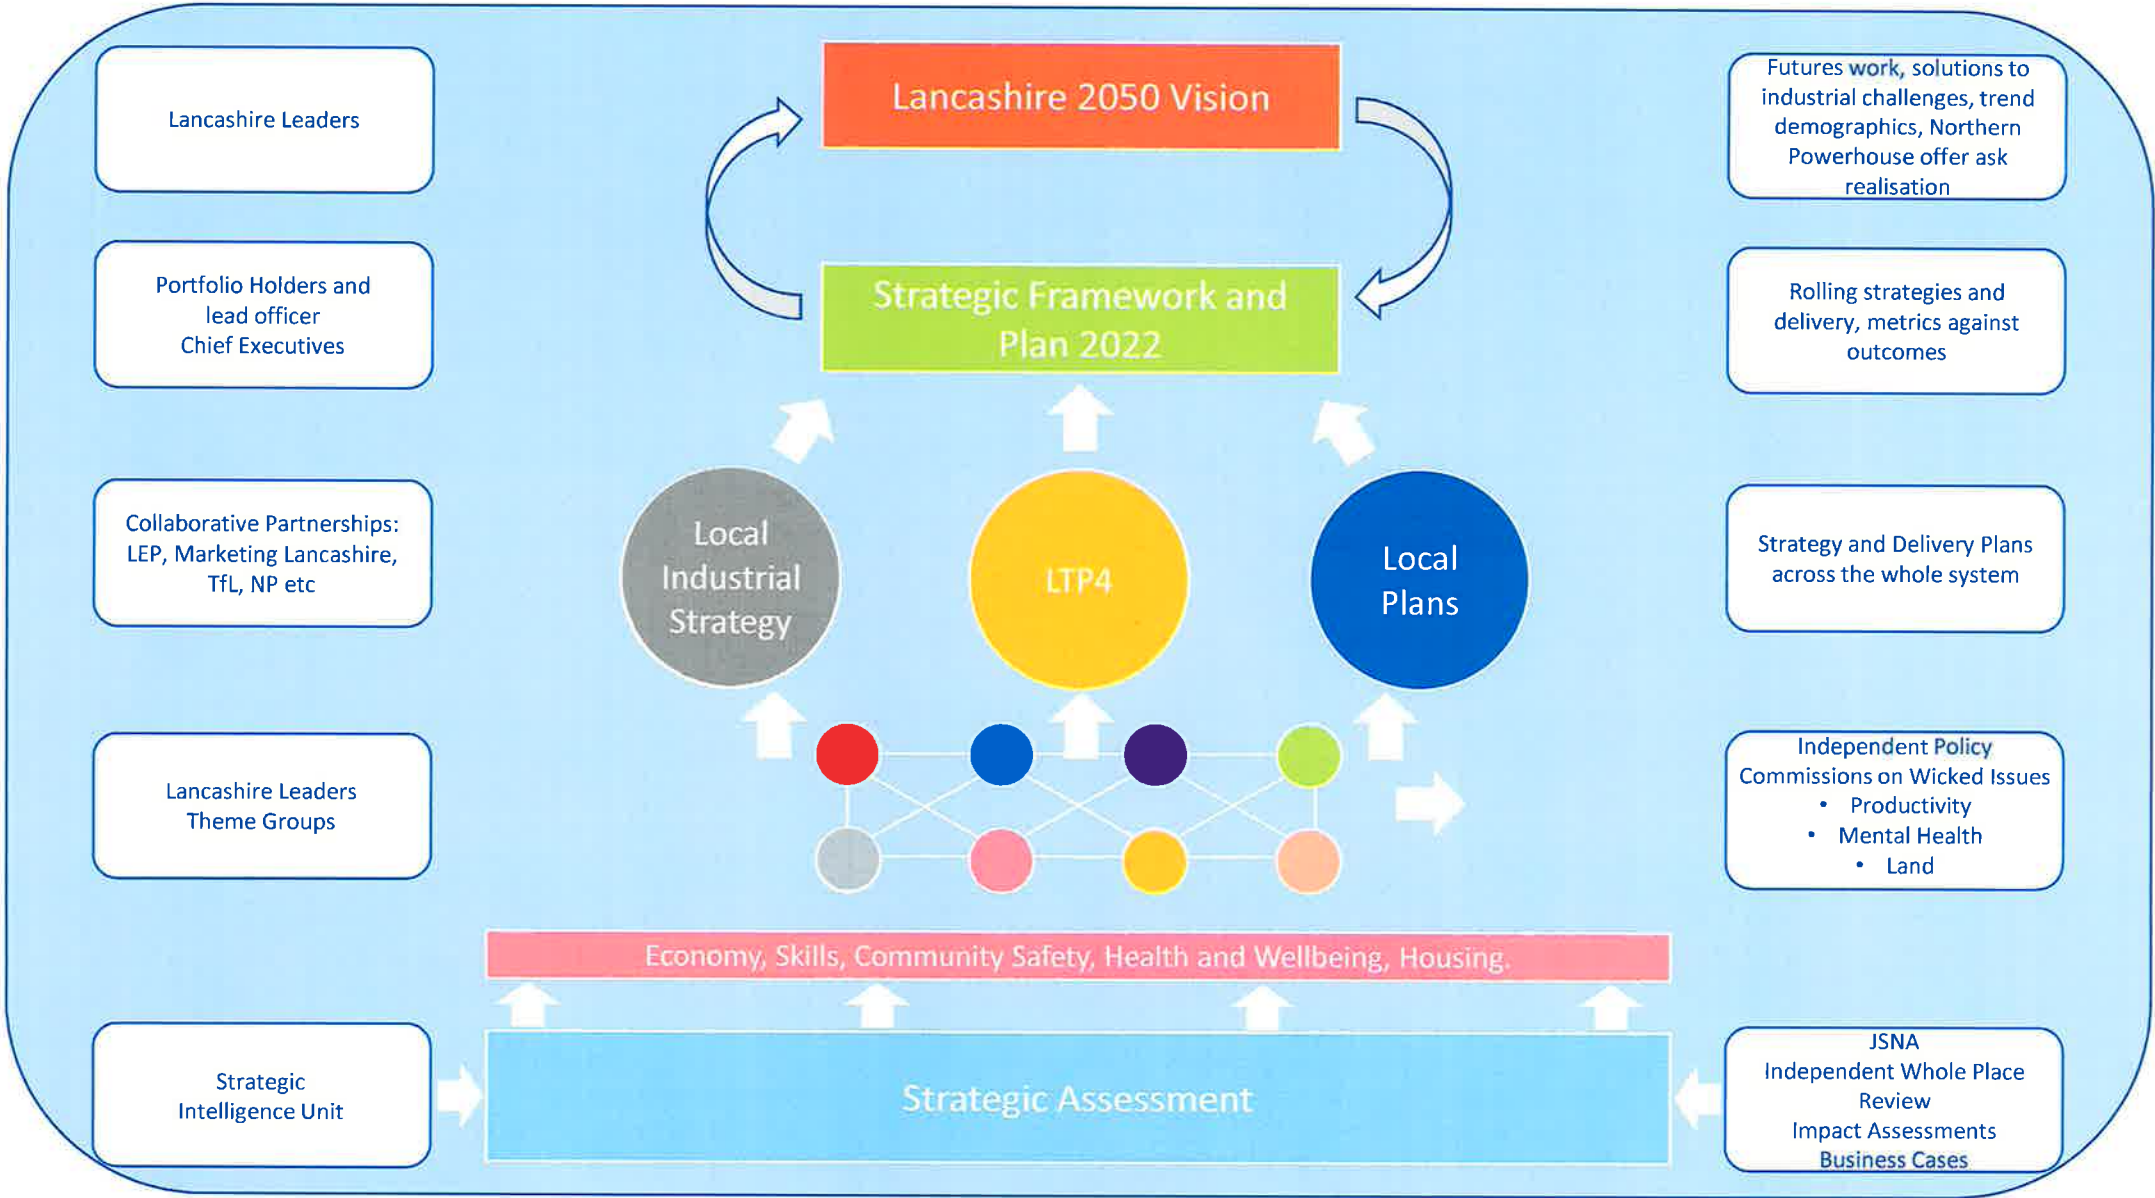 Lancashire Leaders
Lancashire 2050 Vision
Futures work, solutions to
industrial challenges, trend
demographics, Northern
Powerhouse offer ask
realisation
Portfolio Holders and
lead officer
Chief Executives
Strategic Framework and
Plan 2022
Rolling strategies and
delivery, metrics against
outcomes
Collaborative Partnerships:
LEP, Marketing Lancashire,
TfL, NP etc
Local
Industrial
Strategy
LTP4
Local
Plans
Strategy and Delivery Plans
across the whole system
Lancashire Leaders
Theme Groups
Independent Policy
Commissions on Wicked Issues
• Productivity
• Mental Health
• Land
Economy, Skills, Community Safety, Health and Wellbeing, Housing.
Strategic
Intelligence Unit
Strategic Assessment
JSNA
Independent Whole Place
Review
Impact Assessments
Business Cases